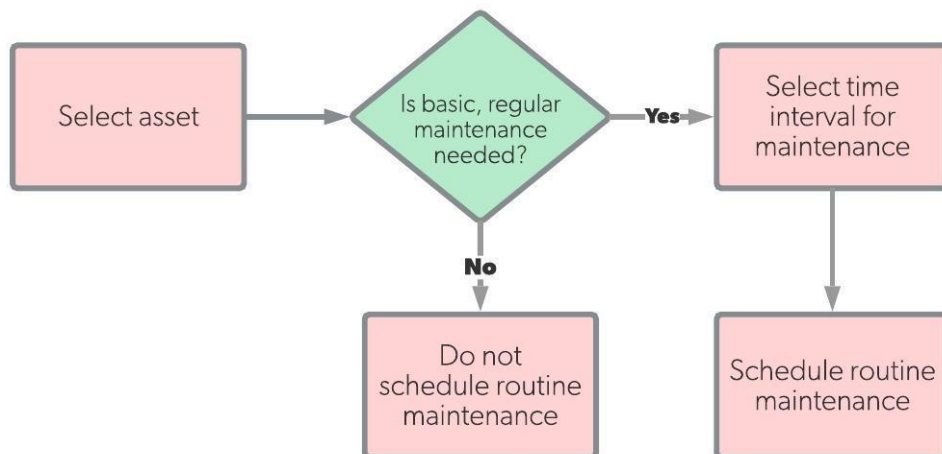 Select asset
Is basic, regular
maintenance
needed?
Yes
Select time
interval for
maintenance
No
Do not
schedule routine
maintenance
Schedule routine
maintenance